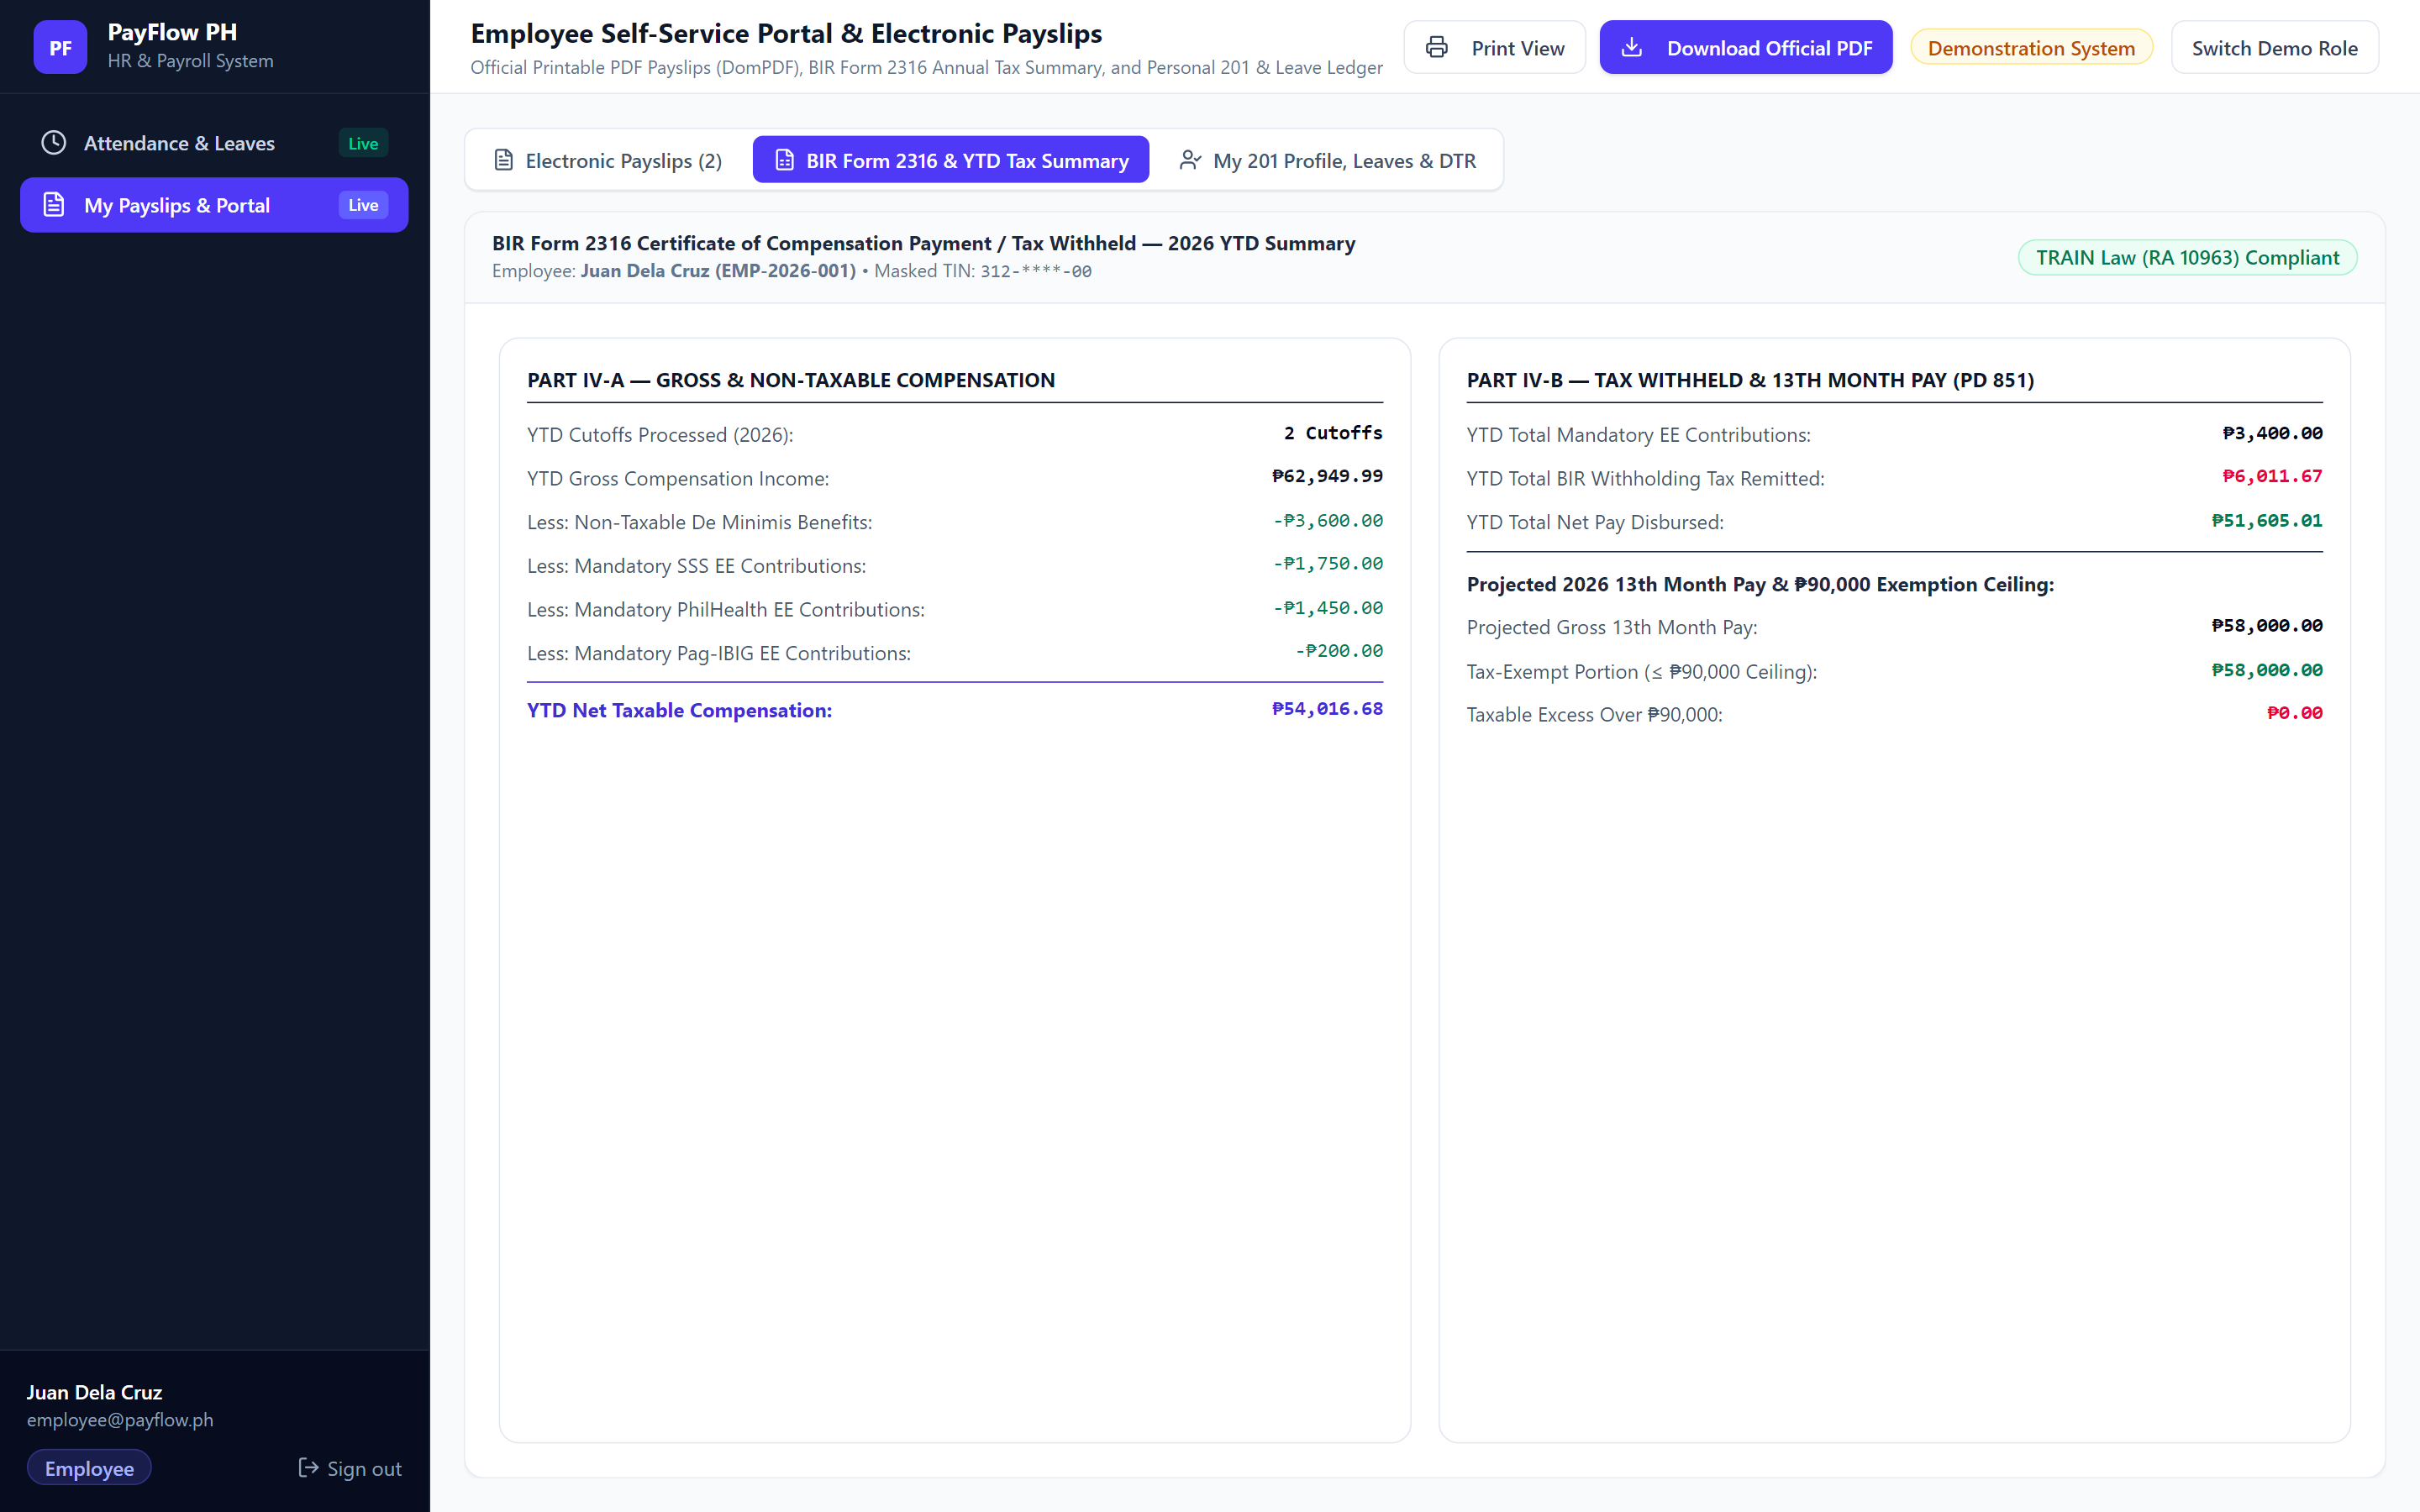 PF
PayFlow PH
HR & Payroll System
Attendance & Leaves Live
My Payslips & Portal Live
Juan Dela Cruz
employee@payflow.ph
Employee Sign out
Employee Self-Service Portal & Electronic Payslips
Official Printable PDF Payslips (DomPDF), BIR Form 2316 Annual Tax Summary, and Personal 201 & Leave Ledger
Print View Download Official PDF Demonstration System Switch Demo Role
Electronic Payslips (2) BIR Form 2316 & YTD Tax Summary My 201 Profile, Leaves & DTR
BIR Form 2316 Certificate of Compensation Payment / Tax Withheld — 2026 YTD Summary
Employee: Juan Dela Cruz (EMP-2026-001) • Masked TIN: 312-****-00
TRAIN Law (RA 10963) Compliant
PART IV-A — GROSS & NON-TAXABLE COMPENSATION
YTD Cutoffs Processed (2026): 2 Cutoffs
YTD Gross Compensation Income: ₱62,949.99
Less: Non-Taxable De Minimis Benefits: -₱3,600.00
Less: Mandatory SSS EE Contributions: -₱1,750.00
Less: Mandatory PhilHealth EE Contributions: -₱1,450.00
Less: Mandatory Pag-IBIG EE Contributions: -₱200.00
YTD Net Taxable Compensation: ₱54,016.68
PART IV-B — TAX WITHHELD & 13TH MONTH PAY (PD 851)
YTD Total Mandatory EE Contributions: ₱3,400.00
YTD Total BIR Withholding Tax Remitted: ₱6,011.67
YTD Total Net Pay Disbursed: ₱51,605.01
Projected 2026 13th Month Pay & ₱90,000 Exemption Ceiling:
Projected Gross 13th Month Pay: ₱58,000.00
Tax-Exempt Portion (≤ ₱90,000 Ceiling): ₱58,000.00
Taxable Excess Over ₱90,000: ₱0.00